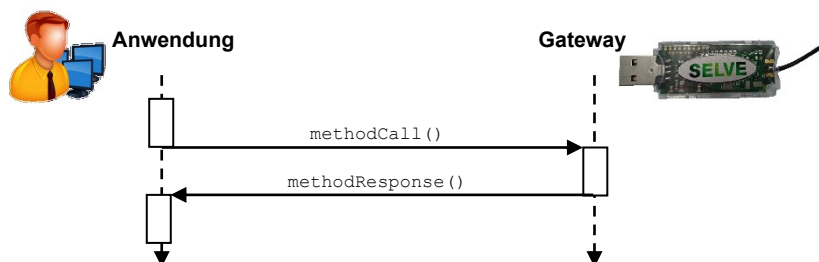 Anwendung
Gateway
SELVE
methodCall()
methodResponse()